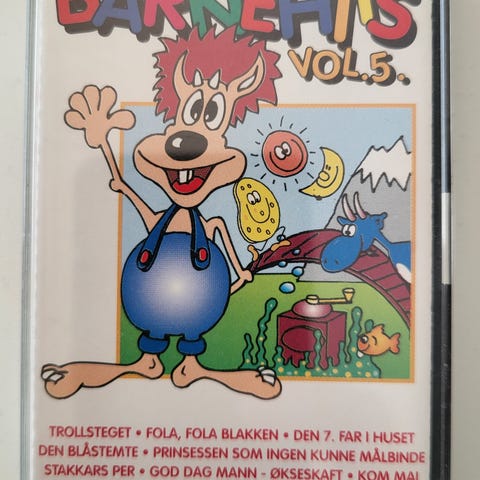 BARNEHITS
VOL.5.
TROLLSTEGET • FOLA, FOLA BLAKKEN • DEN 7. FAR I HUSET
DEN BLÅSTEMTE • PRINSESSEN SOM INGEN KUNNE MÅLBINDE
STAKKARS PER • GOD DAG MANN - ØKSESKAFT • KOM MAI